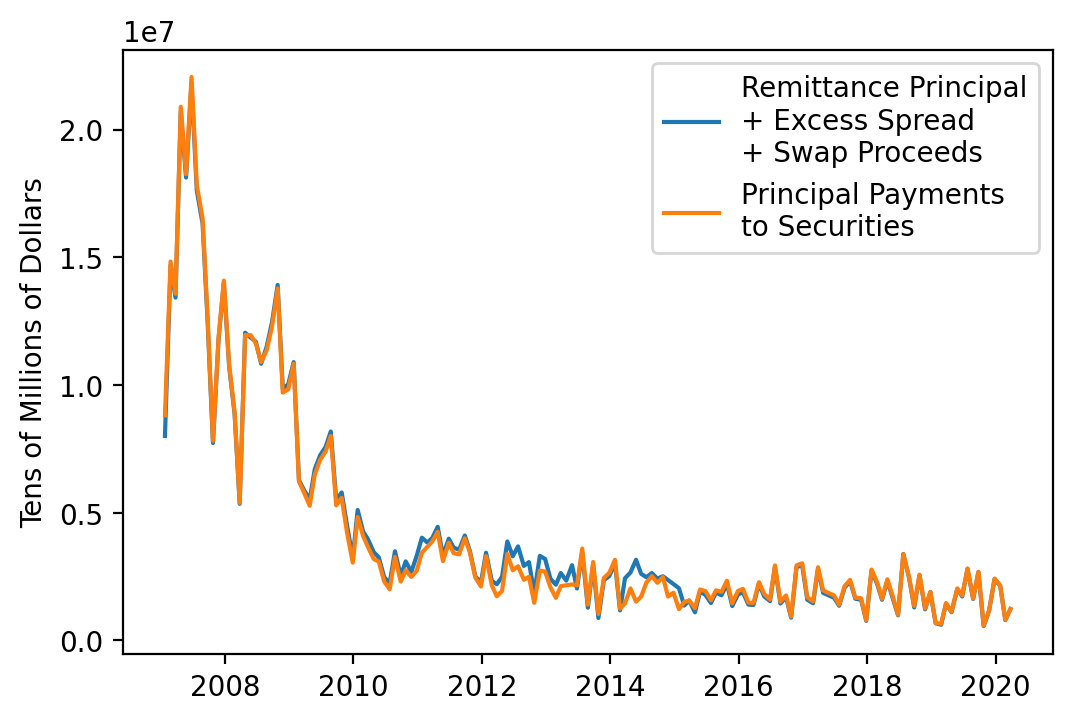 1e7
Remittance Principal
+ Excess Spread
+ Swap Proceeds
Principal Payments
to Securities
Tens of Millions of Dollars
2.0
1.5
1.0
0.5
0.0
2008
2010
2012
2014
2016
2018
2020